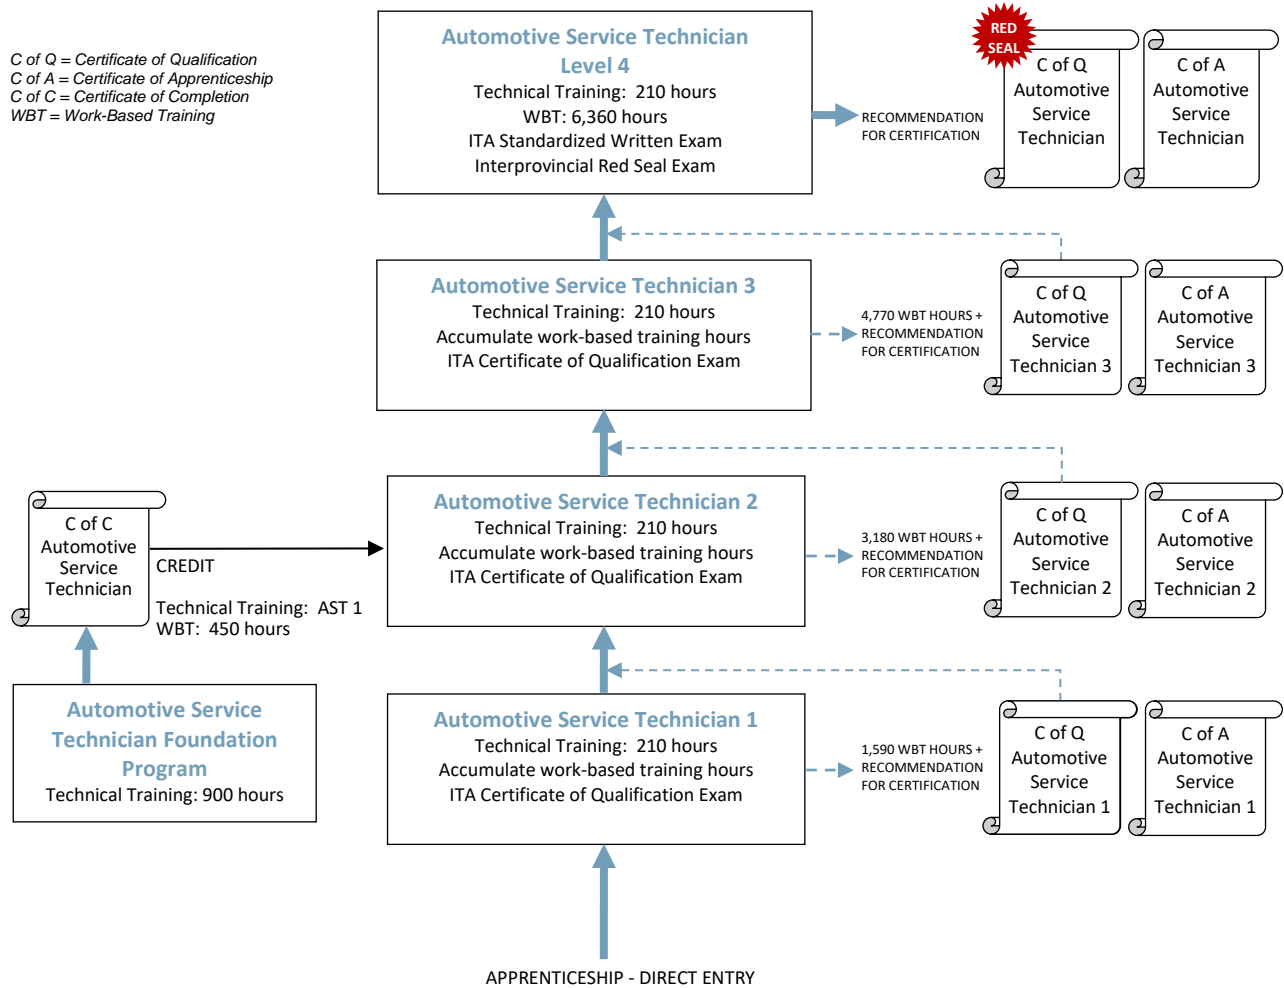 C of Q = Certificate of Qualification
C of A = Certificate of Apprenticeship
C of C = Certificate of Completion
WBT = Work-Based Training
Automotive Service Technician
Level 4
Technical Training:  210 hours
WBT: 6,360 hours
ITA Standardized Written Exam
Interprovincial Red Seal Exam
RECOMMENDATION
FOR CERTIFICATION
RED
SEAL
C of Q
Automotive
Service
Technician
C of A
Automotive
Service
Technician
Automotive Service Technician 3
Technical Training:  210 hours
Accumulate work-based training hours
ITA Certificate of Qualification Exam
4,770 WBT HOURS +
RECOMMENDATION
FOR CERTIFICATION
C of Q
Automotive
Service
Technician 3
C of A
Automotive
Service
Technician 3
C of C
Automotive
Service
Technician
CREDIT
Technical Training:  AST 1
WBT:  450 hours
Automotive Service Technician 2
Technical Training:  210 hours
Accumulate work-based training hours
ITA Certificate of Qualification Exam
3,180 WBT HOURS +
RECOMMENDATION
FOR CERTIFICATION
C of Q
Automotive
Service
Technician 2
C of A
Automotive
Service
Technician 2
Automotive Service
Technician Foundation
Program
Technical Training: 900 hours
Automotive Service Technician 1
Technical Training:  210 hours
Accumulate work-based training hours
ITA Certificate of Qualification Exam
1,590 WBT HOURS +
RECOMMENDATION
FOR CERTIFICATION
C of Q
Automotive
Service
Technician 1
C of A
Automotive
Service
Technician 1
APPRENTICESHIP - DIRECT ENTRY